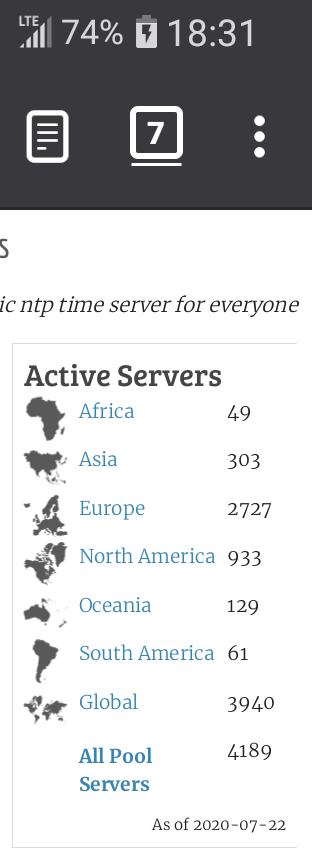 LTE 74% 18:31
7
s
ic ntp time server for everyone
Active Servers
Africa 49
Asia 303
Europe 2727
North America 933
Oceania 129
South America 61
Global 3940
All Pool 4189
Servers
As of 2020-07-22